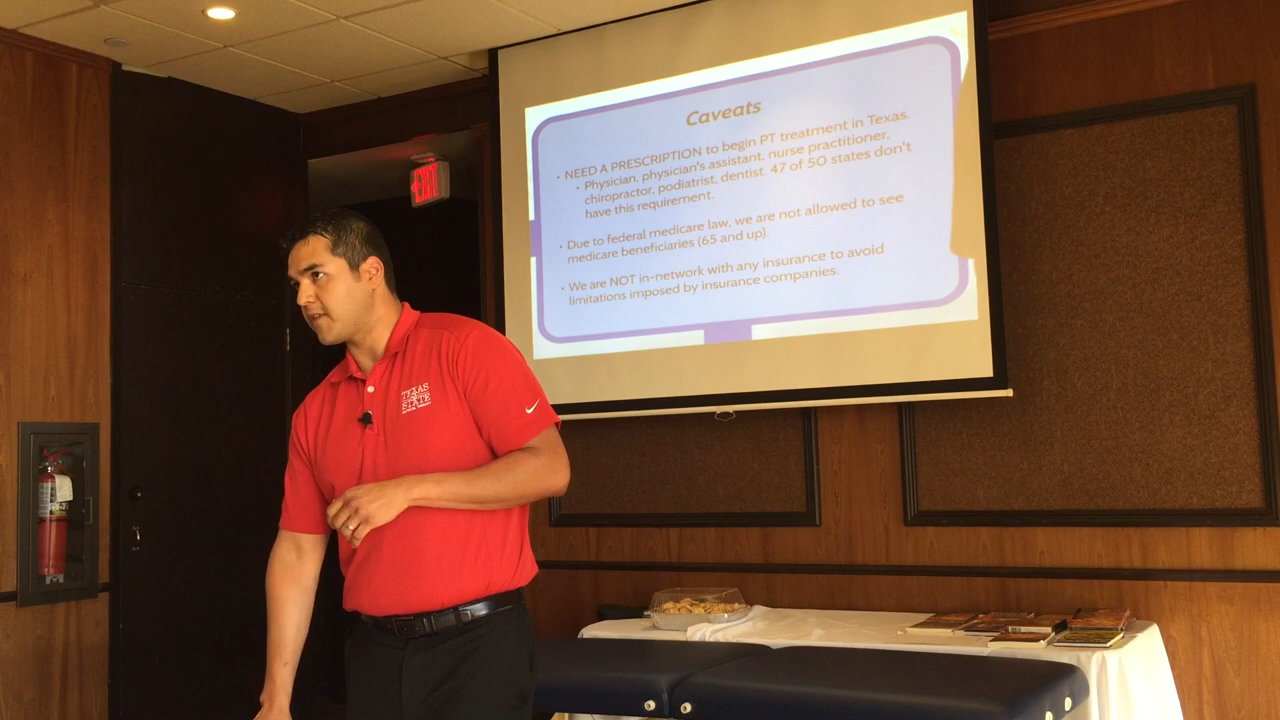 EXIT
Caveats
• NEED A PRESCRIPTION to begin PT treatment in Texas.
• Physician, physician's assistant, nurse practitioner,
chiropractor, podiatrist, dentist. 47 of 50 states don't
have this requirement.
• Due to federal medicare law, we are not allowed to see
medicare beneficiaries (65 and up).
• We are NOT in-network with any insurance to avoid
limitations imposed by insurance companies.
TEXAS
STATE
PHYSICAL THERAPY